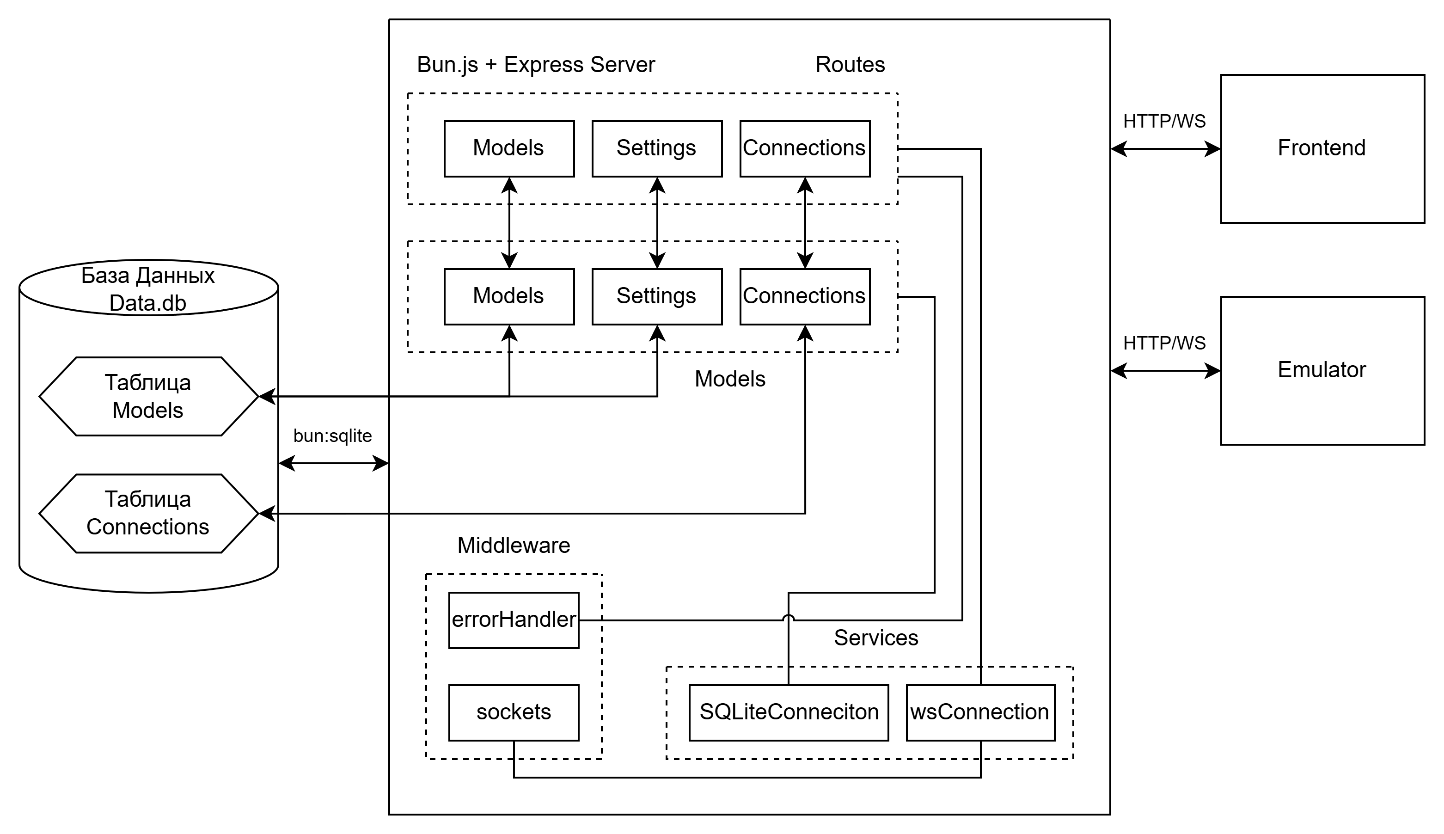 Bun.js + Express Server
Routes
Models
Settings
Connections
HTTP/WS
Frontend
Models
Settings
Connections
Models
HTTP/WS
Emulator
База Данных
Data.db
Таблица
Models
bun:sqlite
Таблица
Connections
Middleware
errorHandler
sockets
Services
SQLiteConneciton
wsConnection